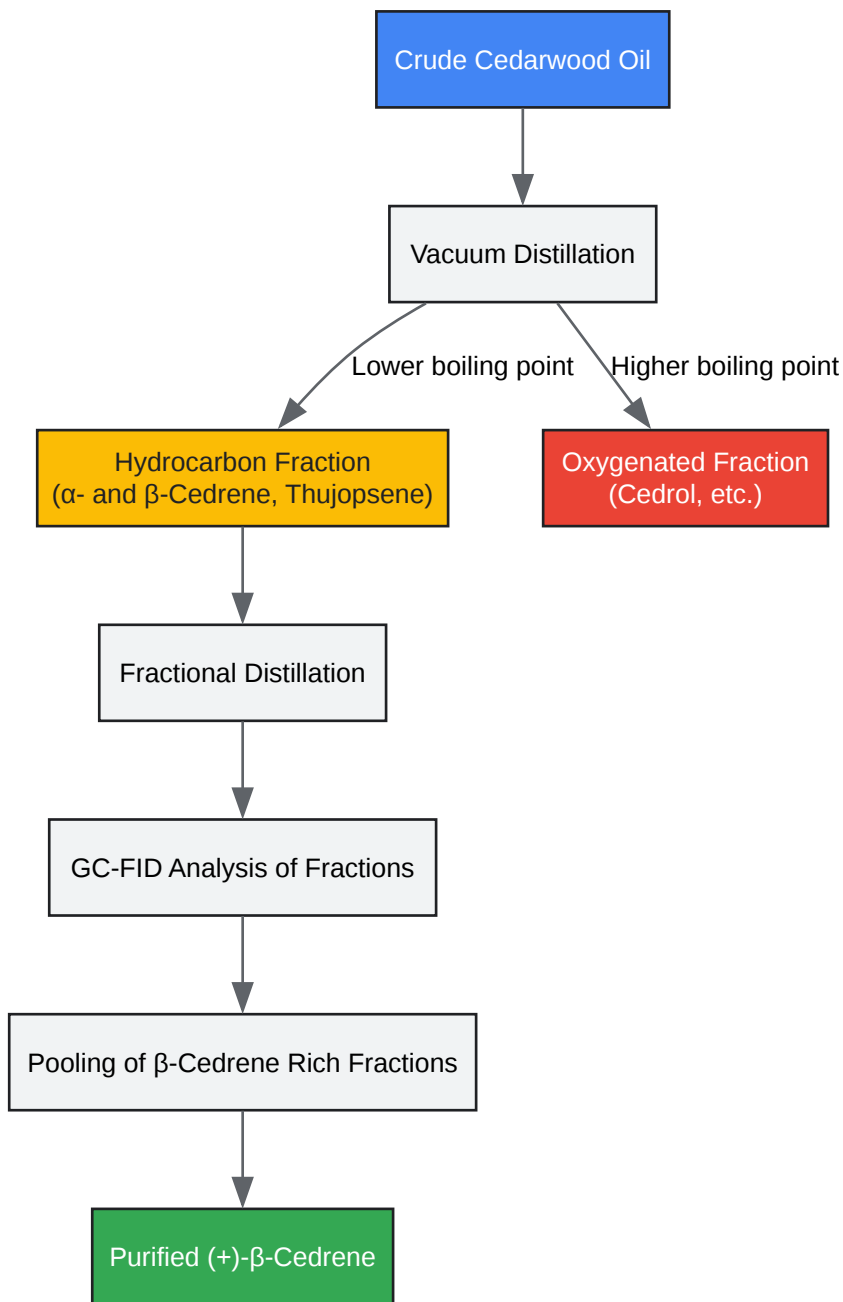 Crude Cedarwood Oil
Vacuum Distillation
Lower boiling point
Higher boiling point
Hydrocarbon Fraction
(α- and β-Cedrene, Thujopsene)
Oxygenated Fraction
(Cedrol, etc.)
Fractional Distillation
GC-FID Analysis of Fractions
Pooling of β-Cedrene Rich Fractions
Purified (+)-β-Cedrene